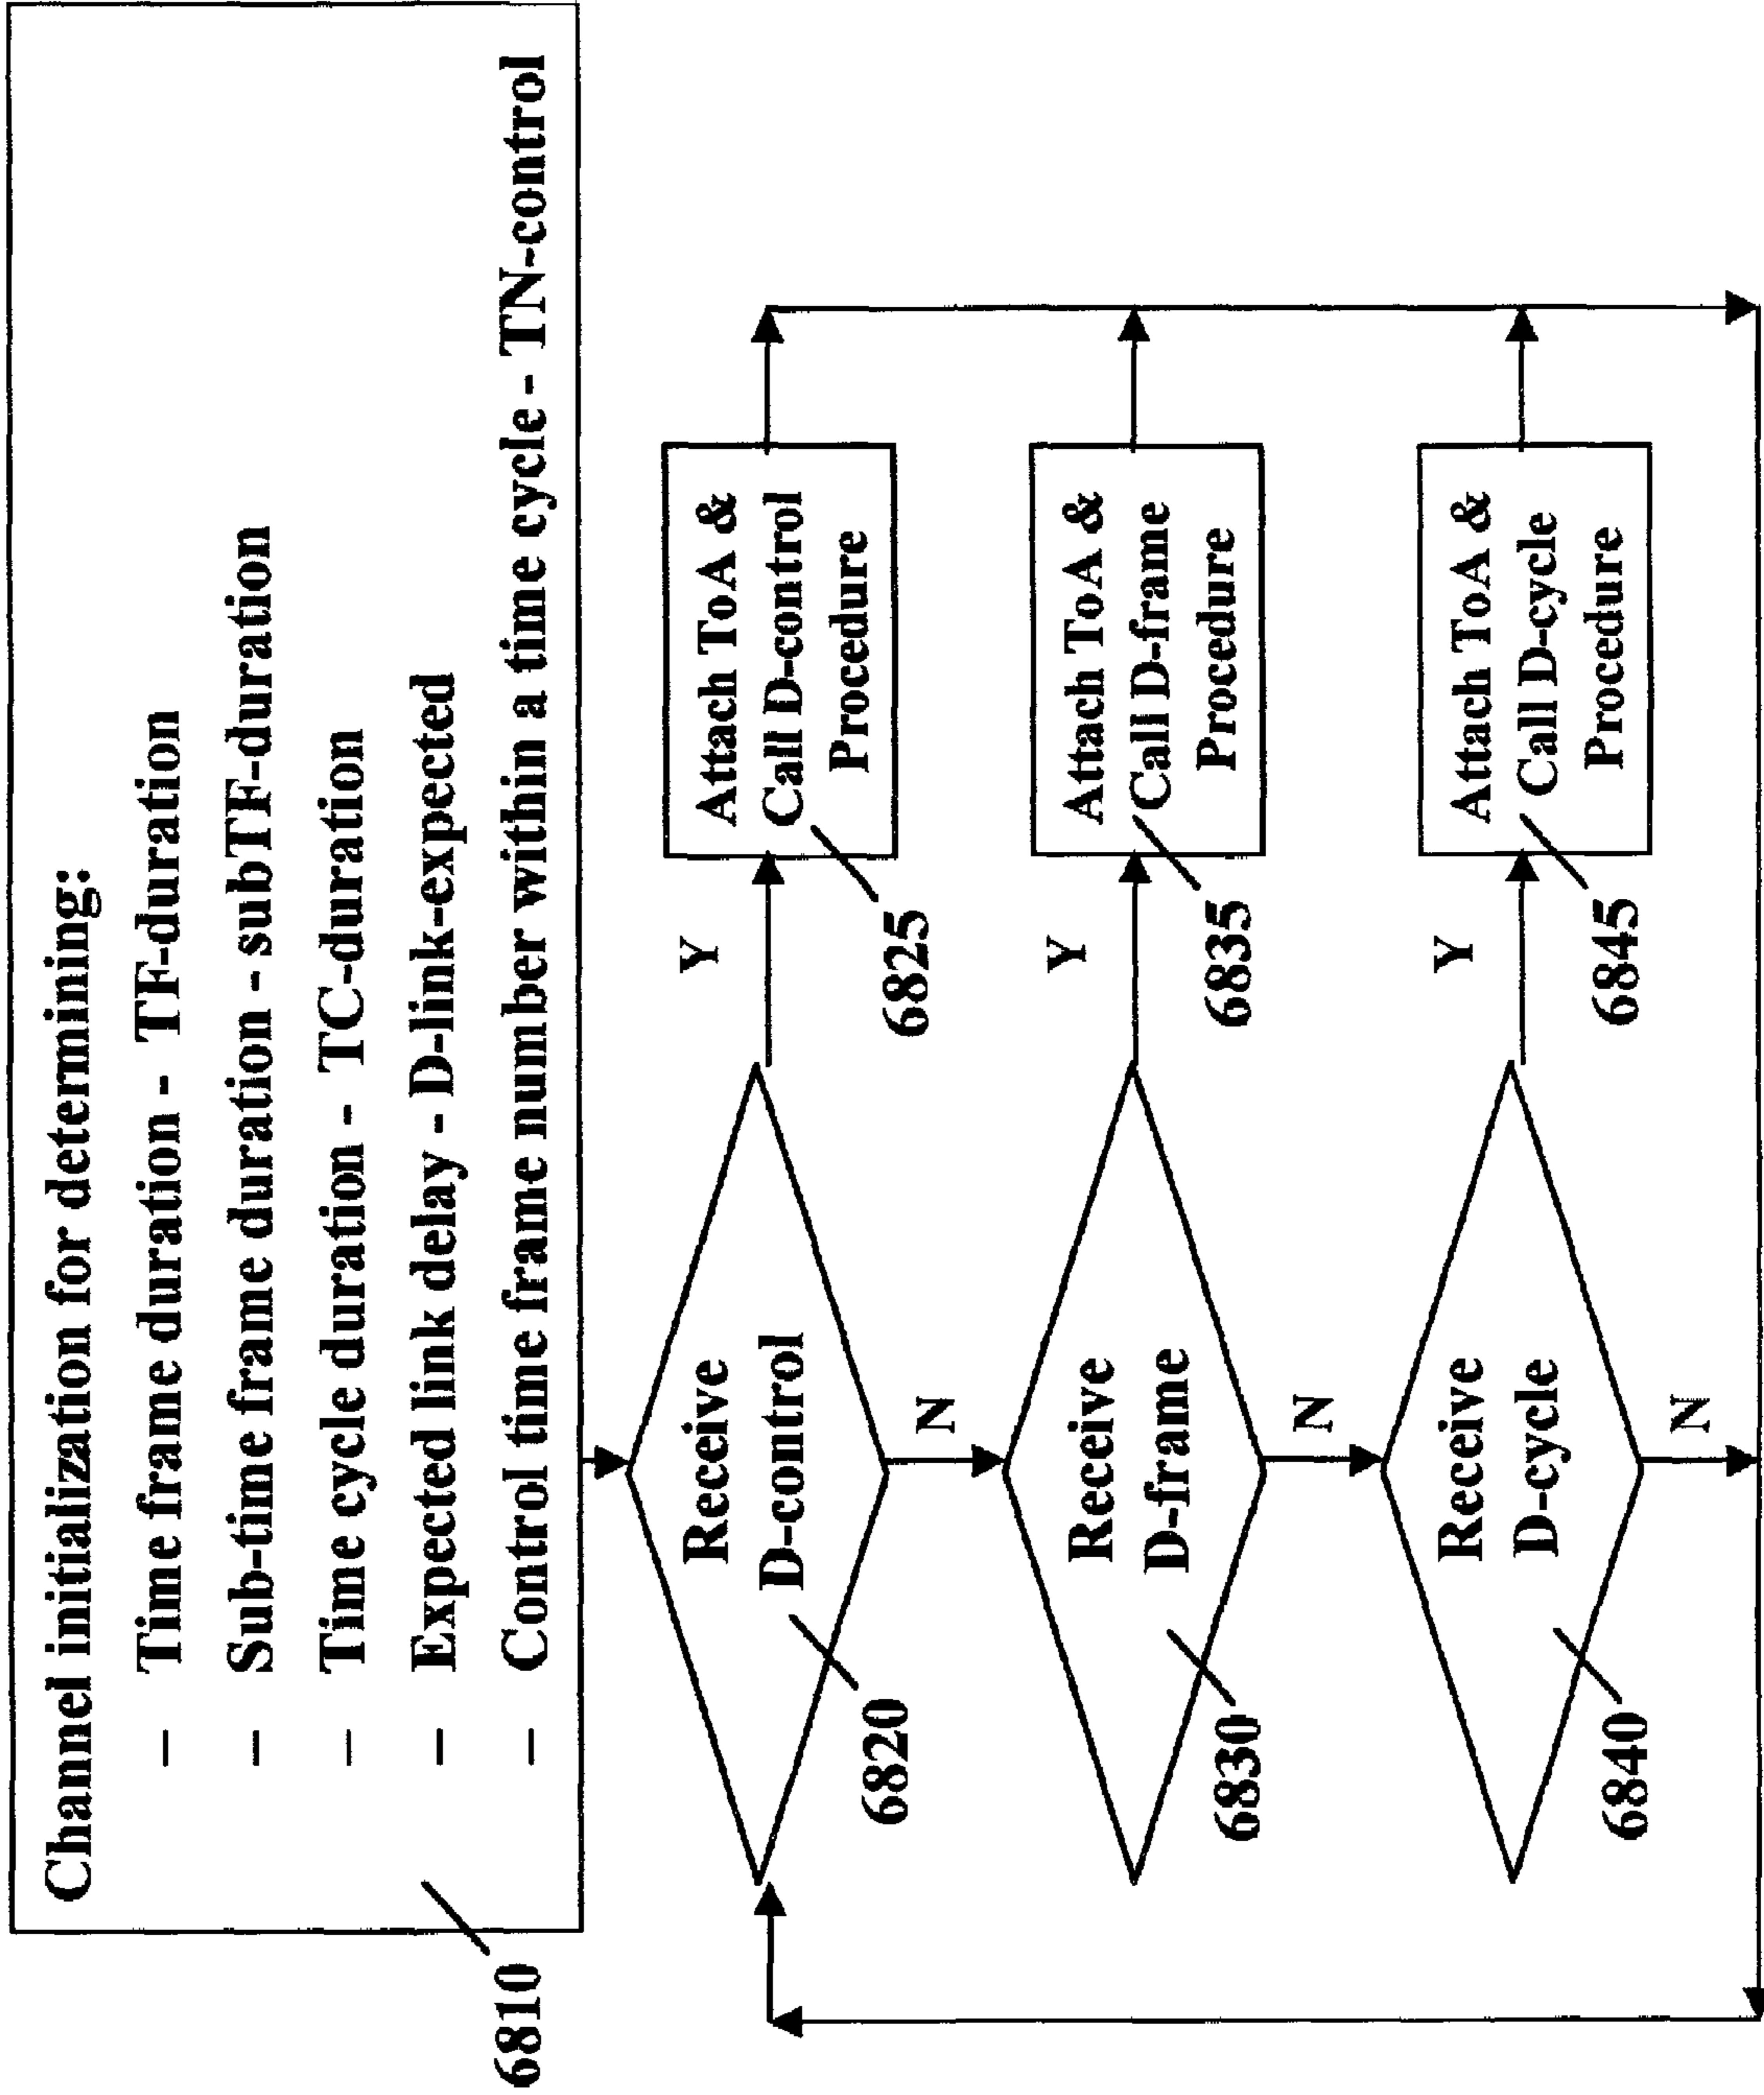 Channel initialization for determining:
– Time frame duration - TF-duration
– Sub-time frame duration - subTF-duration
– Time cycle duration - TC-duration
– Expected link delay - D-link-expected
– Control time frame number within a time cycle - TN-control
6810
Receive
D-control
6820
Y
N
Attach ToA &
Call D-control
Procedure
6825
Receive
D-frame
6830
Y
N
Attach ToA &
Call D-frame
Procedure
6835
Receive
D-cycle
6840
Y
N
Attach ToA &
Call D-cycle
Procedure
6845